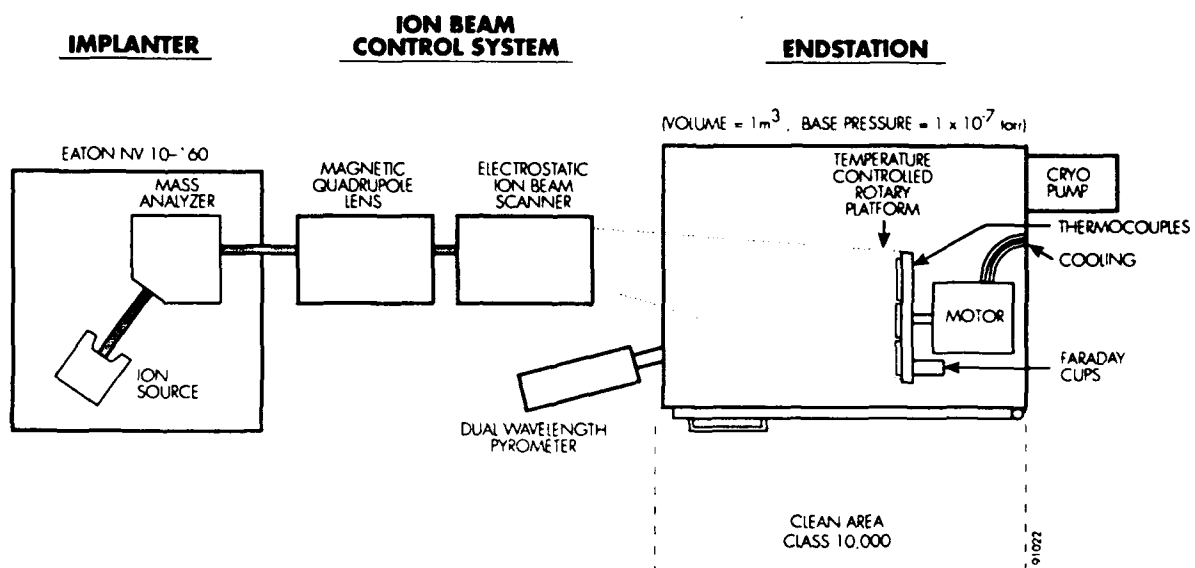 IMPLANTER
ION BEAM
CONTROL SYSTEM
ENDSTATION
(VOLUME = 1m³, BASE PRESSURE = 1 x 10⁻⁷ torr)
EATON NV 10-'60
MASS
ANALYZER
MAGNETIC
QUADRUPOLE
LENS
ELECTROSTATIC
ION BEAM
SCANNER
TEMPERATURE
CONTROLLED
ROTARY
PLATFORM
CRYO
PUMP
THERMOCOUPLES
COOLING
MOTOR
ION
SOURCE
FARADAY
CUPS
DUAL WAVELENGTH
PYROMETER
CLEAN AREA
CLASS 10,000
91022